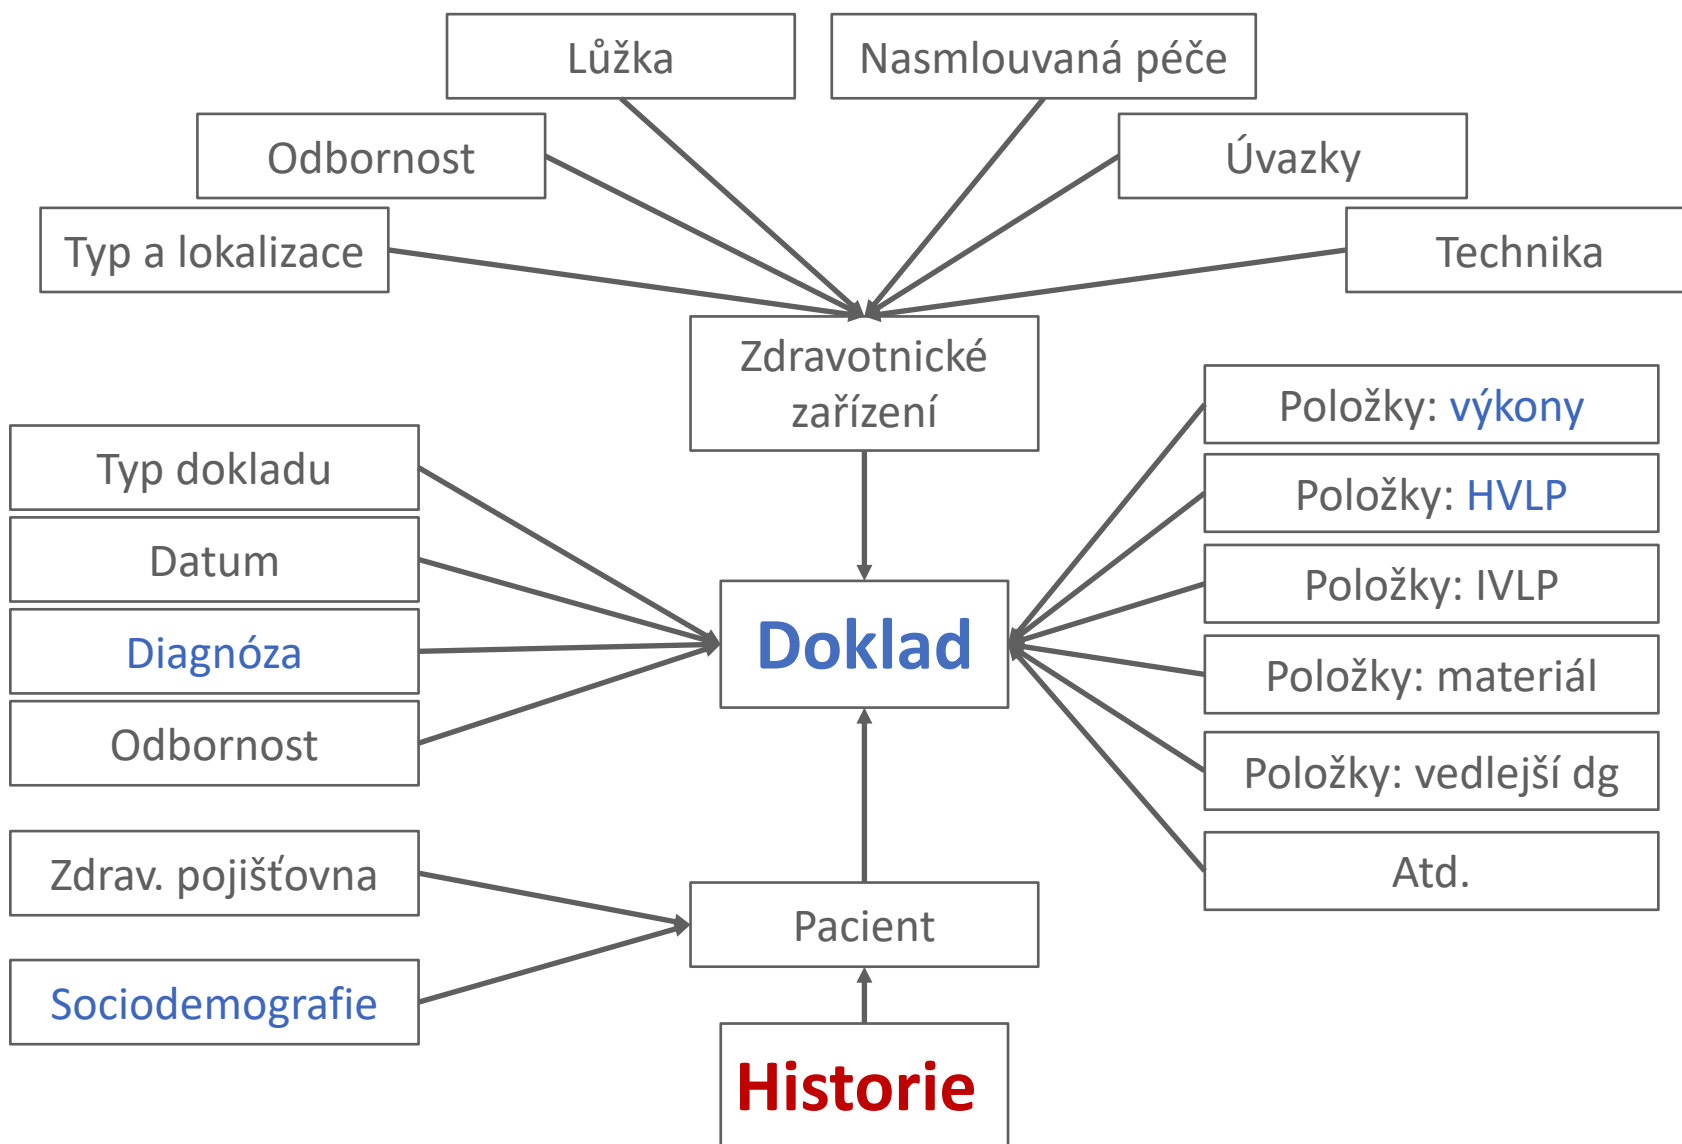 Lůžka
Nasmlouvaná péče
Odbornost
Úvazky
Typ a lokalizace
Technika
Zdravotnické
zařízení
Položky: výkony
Typ dokladu
Položky: HVLP
Datum
Položky: IVLP
Diagnóza
Doklad
Položky: materiál
Odbornost
Položky: vedlejší dg
Zdrav. pojišťovna
Atd.
Pacient
Sociodemografie
Historie